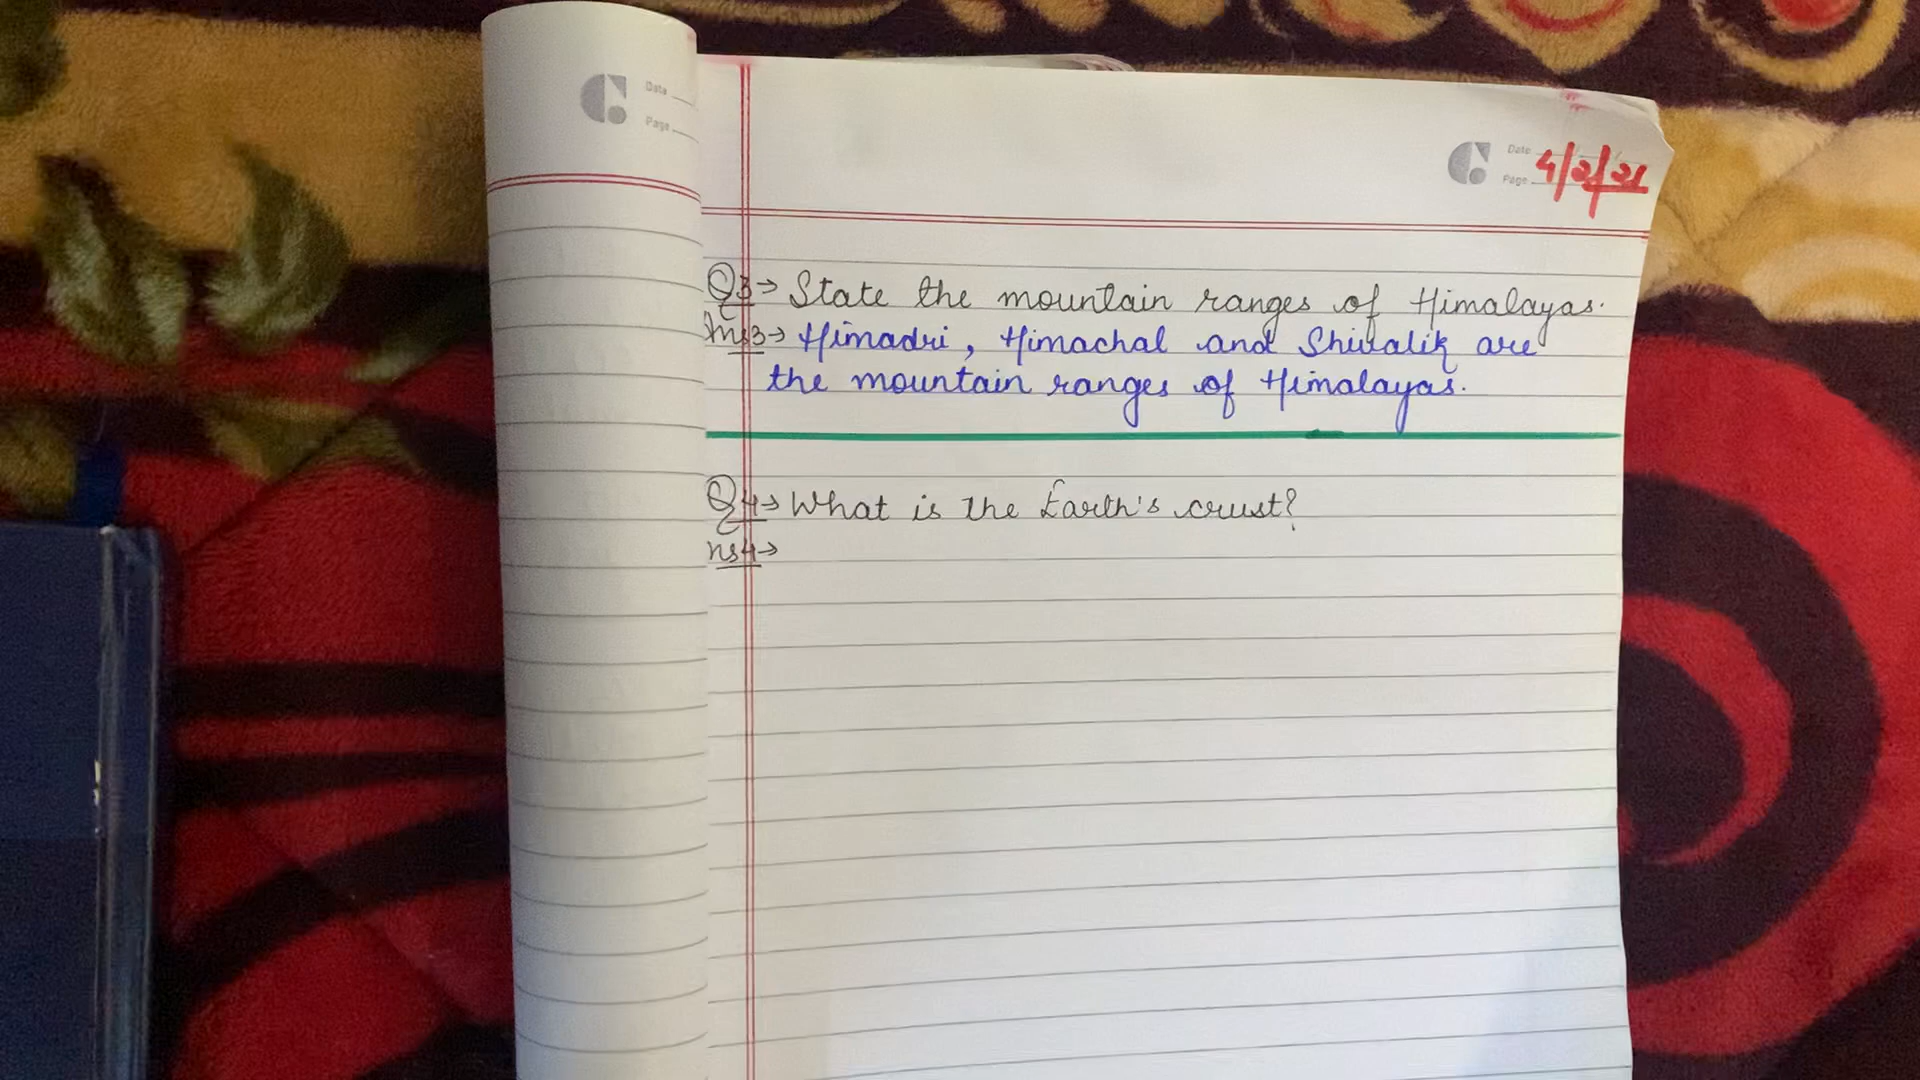 Date
Page
Date 4/2/21
Page
Q3→ State the mountain ranges of Himalayas.
Ans3→ Himadri, Himachal and Shivalik are
the mountain ranges of Himalayas.
Q4→ What is the Earth's crust?
ns4→